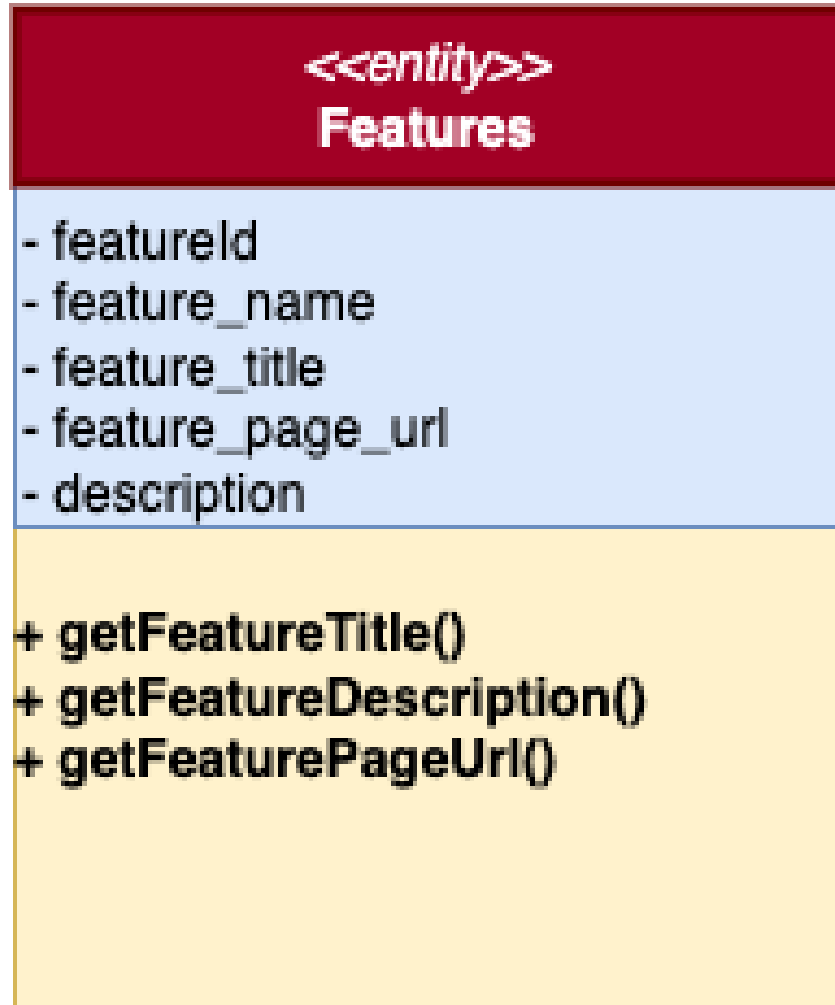 <<entity>>
Features
- featureId
- feature_name
- feature_title
- feature_page_url
- description
+ getFeatureTitle()
+ getFeatureDescription()
+ getFeaturePageUrl()